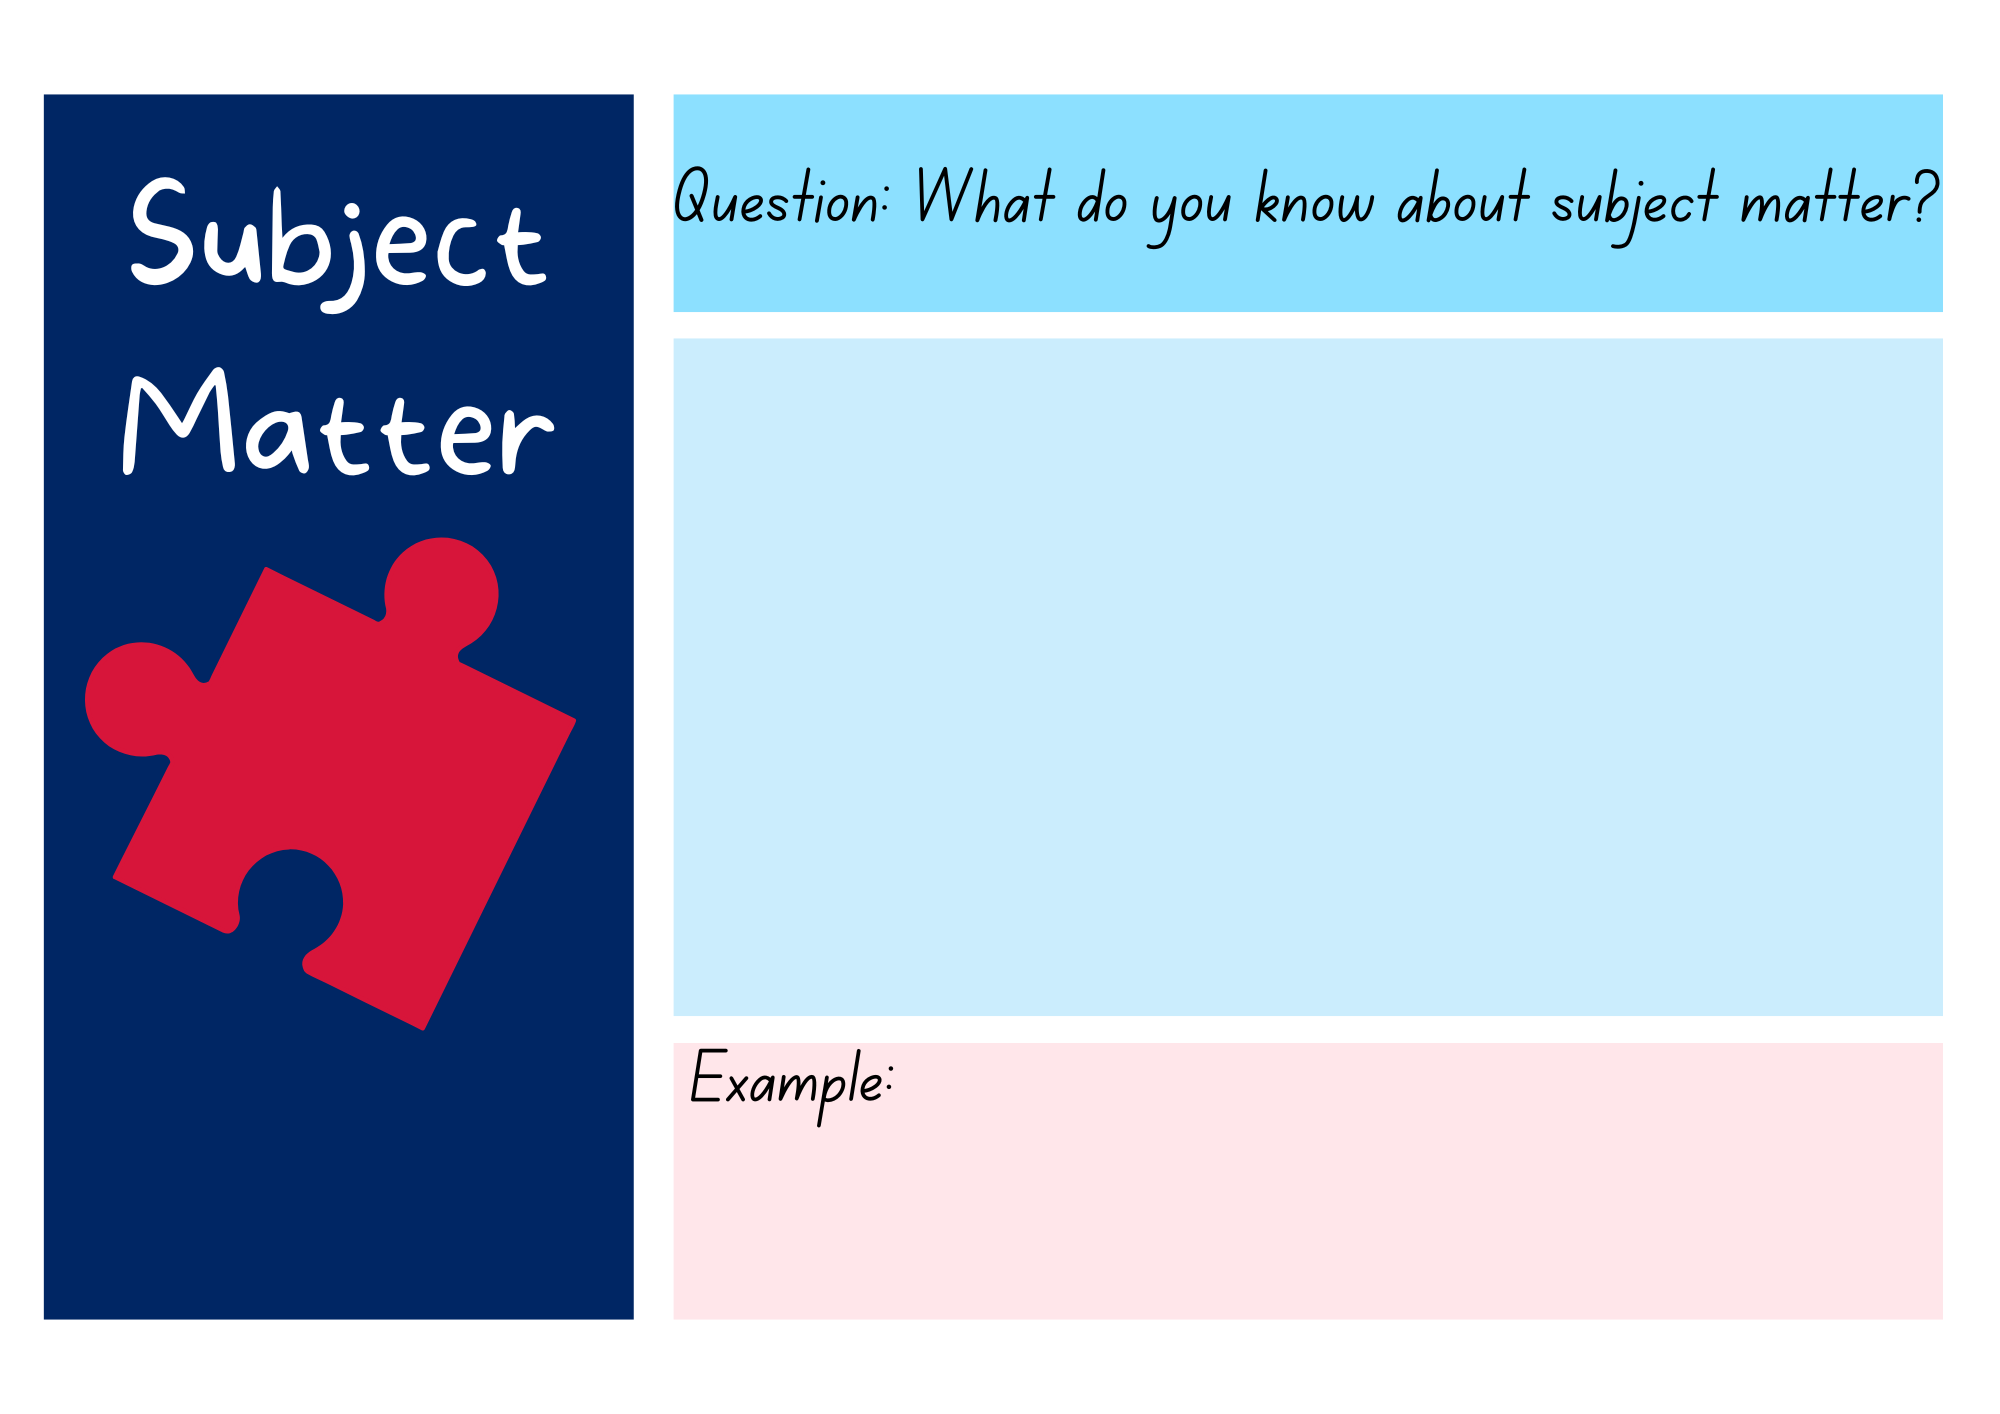 Subject
Matter
Question: What do you know about subject matter?
Example: